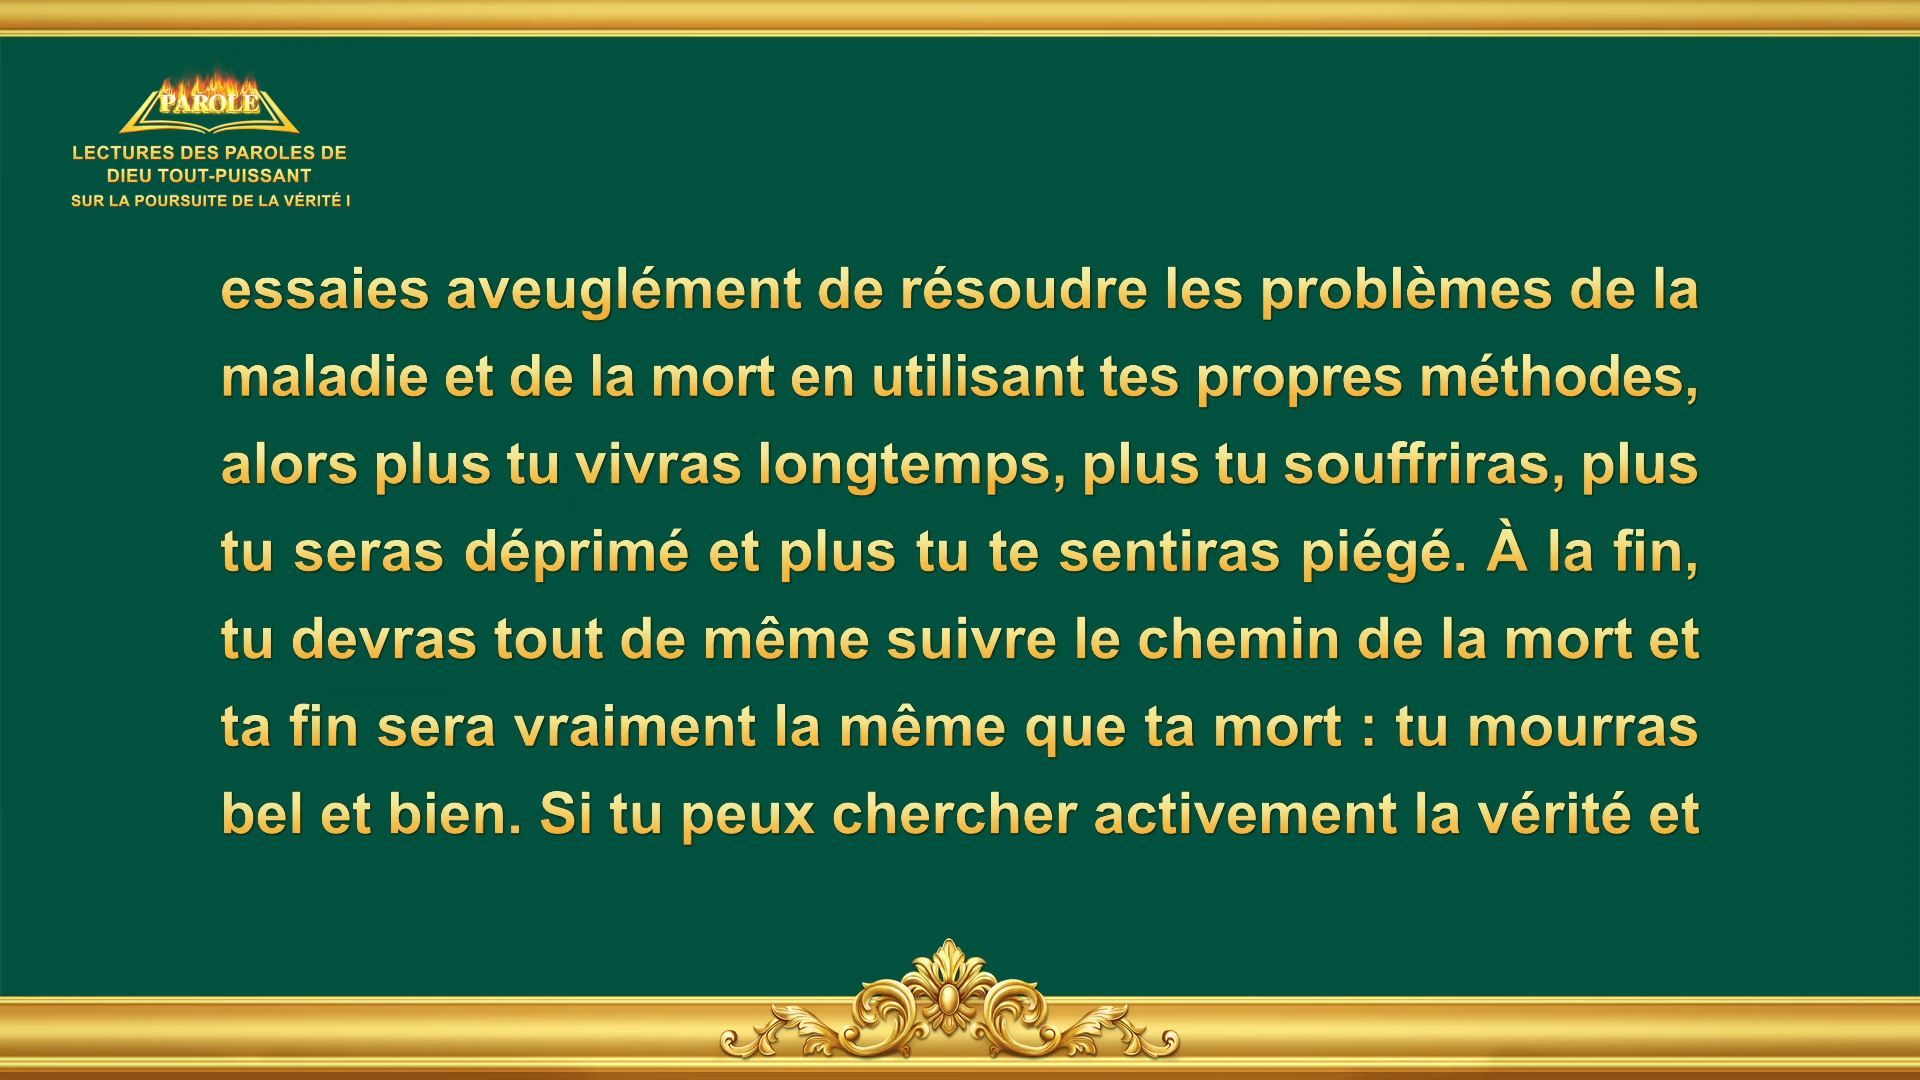 PAROLE
LECTURES DES PAROLES DE
DIEU TOUT-PUISSANT
SUR LA POURSUITE DE LA VÉRITÉ I
essaies aveuglément de résoudre les problèmes de la
maladie et de la mort en utilisant tes propres méthodes,
alors plus tu vivras longtemps, plus tu souffriras, plus
tu seras déprimé et plus tu te sentiras piégé. À la fin,
tu devras tout de même suivre le chemin de la mort et
ta fin sera vraiment la même que ta mort : tu mourras
bel et bien. Si tu peux chercher activement la vérité et